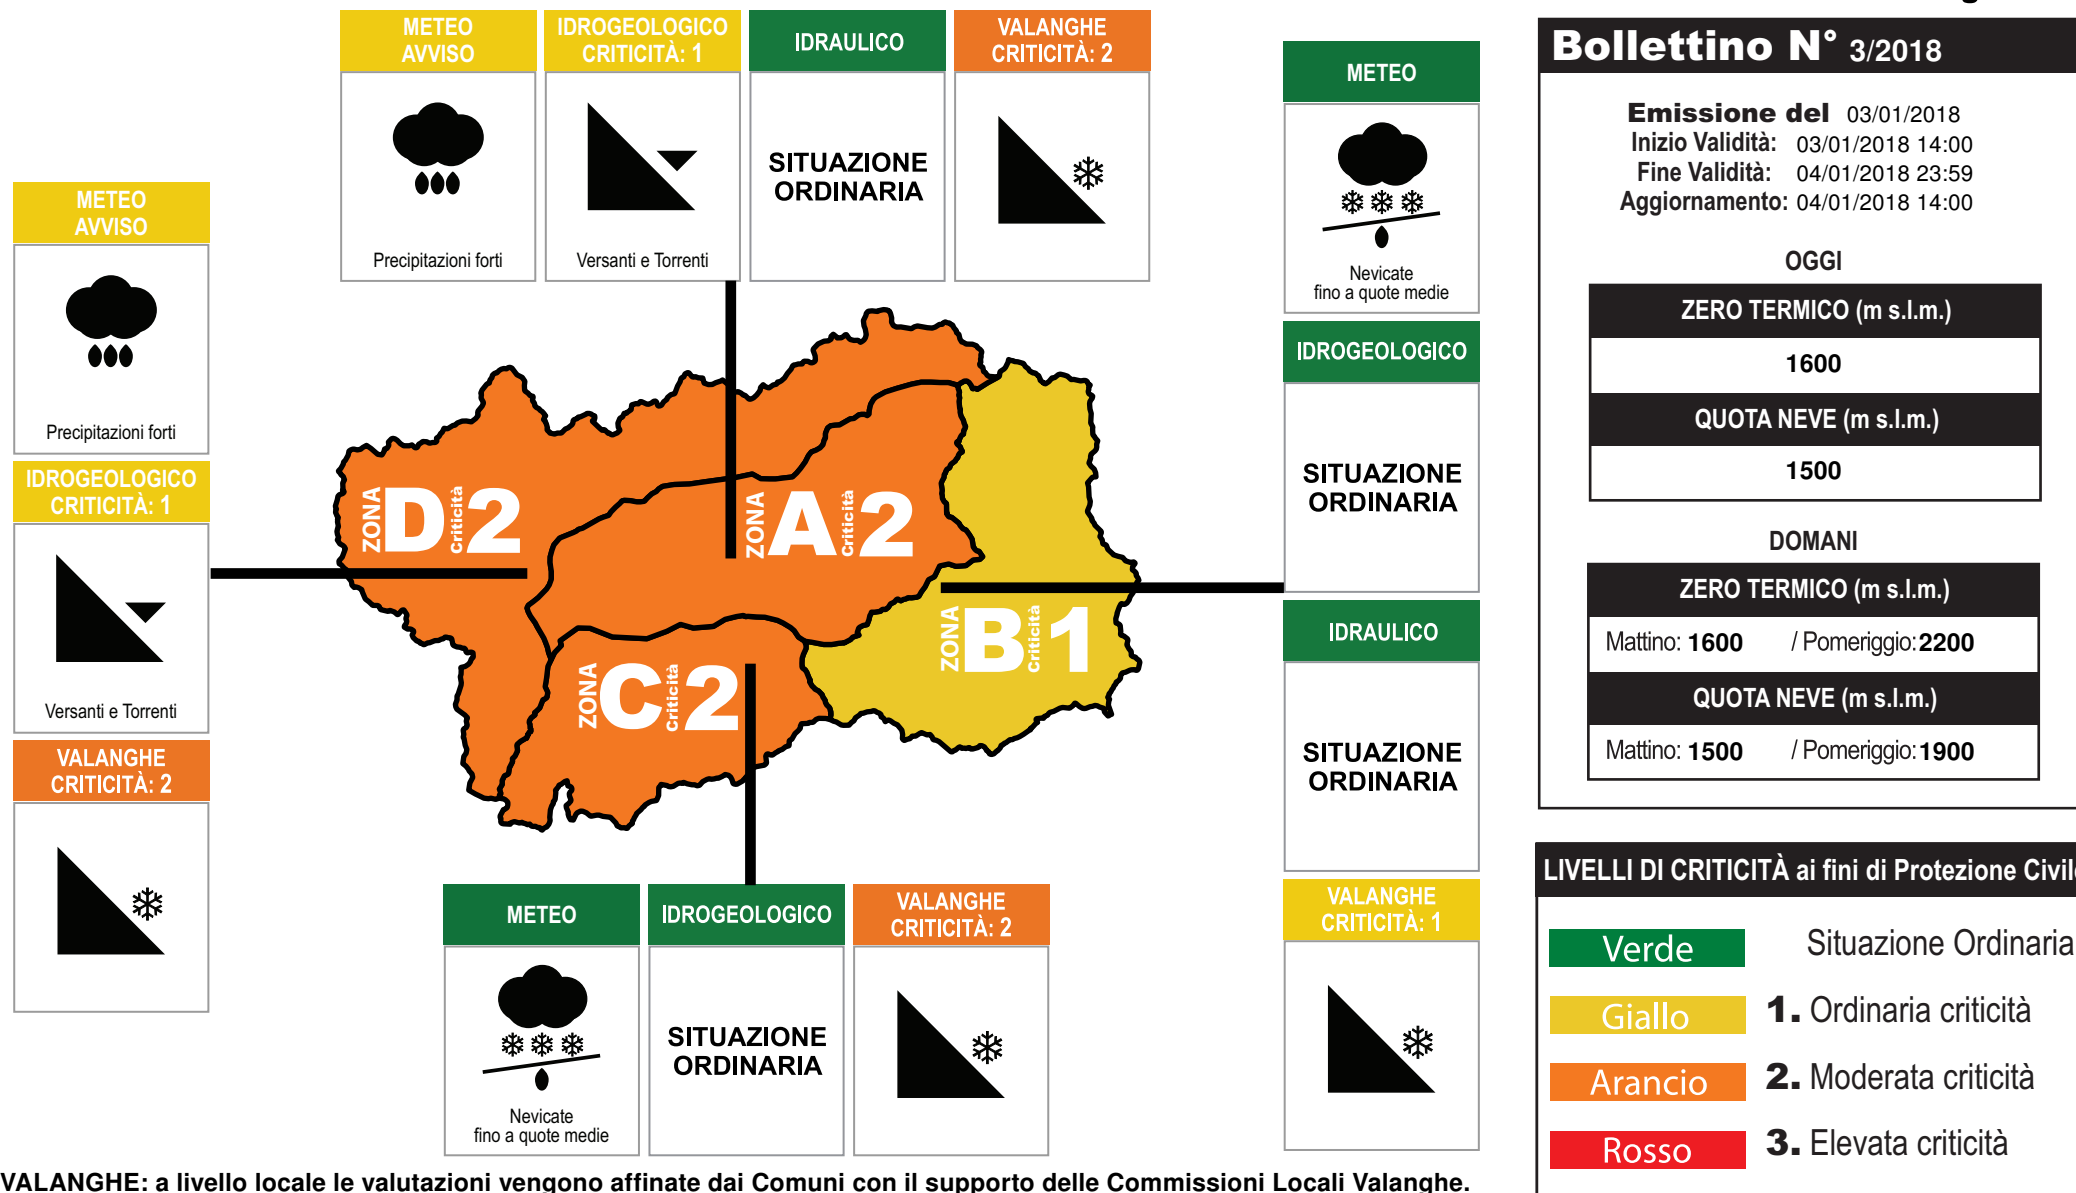 METEO
AVVISO
Precipitazioni forti
IDROGEOLOGICO
CRITICITÀ: 1
Versanti e Torrenti
IDRAULICO
SITUAZIONE
ORDINARIA
VALANGHE
CRITICITÀ: 2
METEO
AVVISO
Precipitazioni forti
IDROGEOLOGICO
CRITICITÀ: 1
Versanti e Torrenti
VALANGHE
CRITICITÀ: 2
ZONA D Criticità 2
ZONA A Criticità 2
ZONA B Criticità 1
ZONA C Criticità 2
METEO
Nevicate
fino a quote medie
IDROGEOLOGICO
SITUAZIONE
ORDINARIA
VALANGHE
CRITICITÀ: 2
METEO
Nevicate
fino a quote medie
IDROGEOLOGICO
SITUAZIONE
ORDINARIA
IDRAULICO
SITUAZIONE
ORDINARIA
VALANGHE
CRITICITÀ: 1
Bollettino N° 3/2018
Emissione del 03/01/2018
Inizio Validità: 03/01/2018 14:00
Fine Validità: 04/01/2018 23:59
Aggiornamento: 04/01/2018 14:00
OGGI
ZERO TERMICO (m s.l.m.)
1600
QUOTA NEVE (m s.l.m.)
1500
DOMANI
ZERO TERMICO (m s.l.m.)
Mattino: 1600 / Pomeriggio: 2200
QUOTA NEVE (m s.l.m.)
Mattino: 1500 / Pomeriggio: 1900
LIVELLI DI CRITICITÀ ai fini di Protezione Civile
Verde Situazione Ordinaria
Giallo 1. Ordinaria criticità
Arancio 2. Moderata criticità
Rosso 3. Elevata criticità
VALANGHE: a livello locale le valutazioni vengono affinate dai Comuni con il supporto delle Commissioni Locali Valanghe.